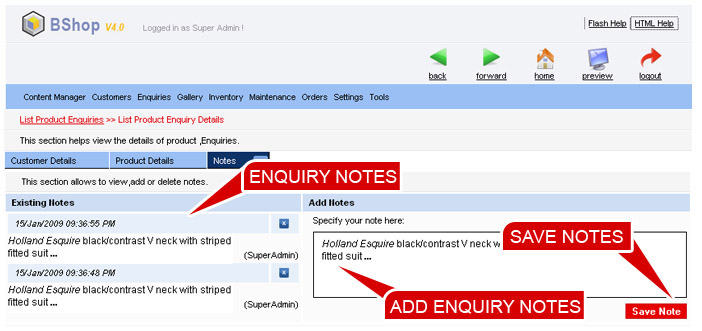 BShop V4.0
Logged in as Super Admin !
Flash Help
HTML Help
back
forward
home
preview
logout
Content Manager Customers Enquiries Gallery Inventory Maintenance Orders Settings Tools
List Product Enquiries >> List Product Enquiry Details
This section helps view the details of product ,Enquiries.
Customer Details
Product Details
Notes
This section allows to view,add or delete notes.
ENQUIRY NOTES
Existing Notes
15/Jan/2009 09:36:55 PM
x
Holland Esquire black/contrast V neck with striped
fitted suit ...
(SuperAdmin)
15/Jan/2009 09:36:48 PM
x
Holland Esquire black/contrast V neck with striped
fitted suit ...
(SuperAdmin)
Add Notes
Specify your note here:
Holland Esquire black/contrast V neck
fitted suit ...
SAVE NOTES
ADD ENQUIRY NOTES
Save Note